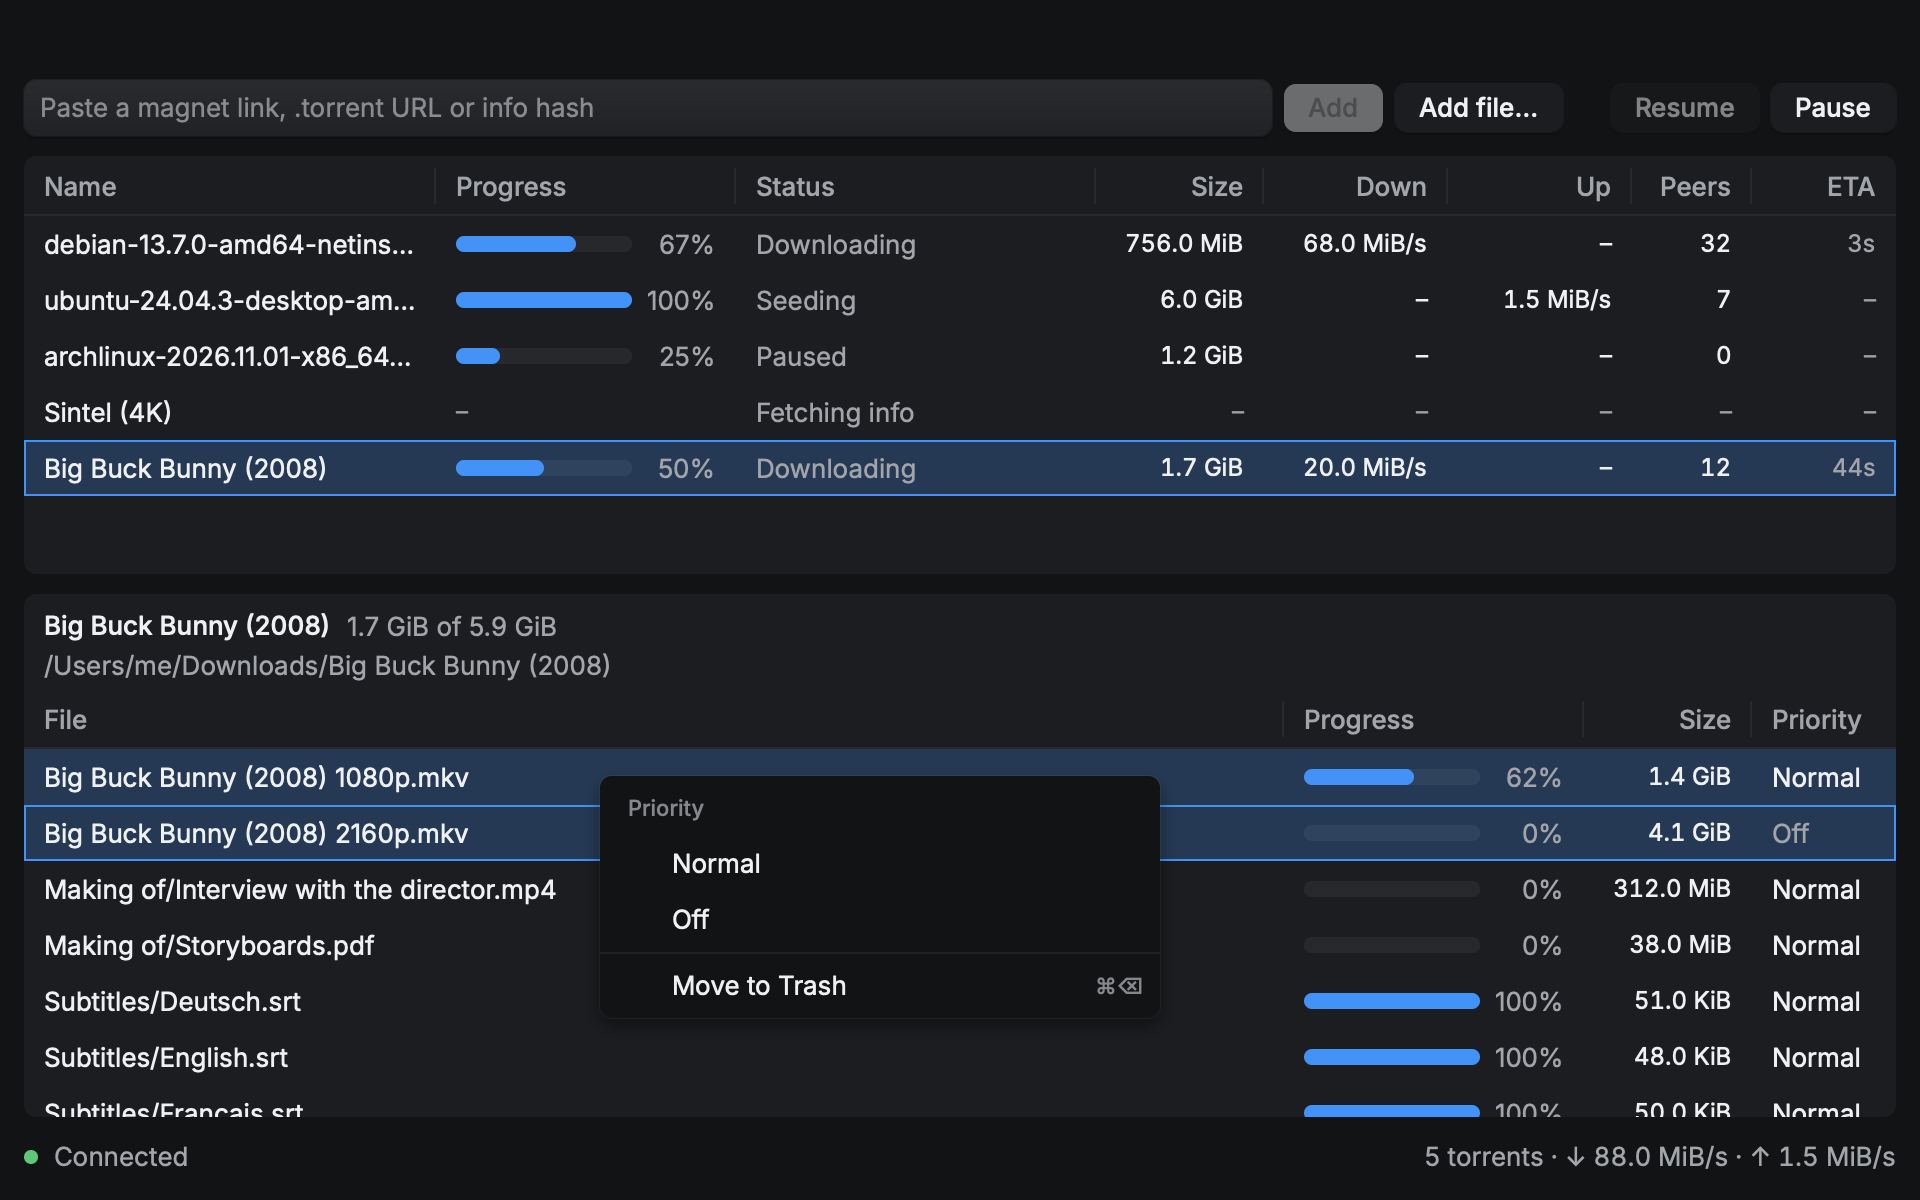 Paste a magnet link, .torrent URL or info hash Add Add file... Resume Pause
Name Progress Status Size Down Up Peers ETA
debian-13.7.0-amd64-netins... 67% Downloading 756.0 MiB 68.0 MiB/s – 32 3s
ubuntu-24.04.3-desktop-am... 100% Seeding 6.0 GiB – 1.5 MiB/s 7 –
archlinux-2026.11.01-x86_64... 25% Paused 1.2 GiB – – 0 –
Sintel (4K) – Fetching info – – – – –
Big Buck Bunny (2008) 50% Downloading 1.7 GiB 20.0 MiB/s – 12 44s
Big Buck Bunny (2008) 1.7 GiB of 5.9 GiB
/Users/me/Downloads/Big Buck Bunny (2008)
File Progress Size Priority
Big Buck Bunny (2008) 1080p.mkv 62% 1.4 GiB Normal
Big Buck Bunny (2008) 2160p.mkv 0% 4.1 GiB Off
Making of/Interview with the director.mp4 0% 312.0 MiB Normal
Making of/Storyboards.pdf 0% 38.0 MiB Normal
Subtitles/Deutsch.srt 100% 51.0 KiB Normal
Subtitles/English.srt 100% 48.0 KiB Normal
Subtitles/Français.srt 100% 50.0 KiB Normal
Priority
Normal
Off
Move to Trash ⌘⌫
Connected 5 torrents · ↓ 88.0 MiB/s · ↑ 1.5 MiB/s